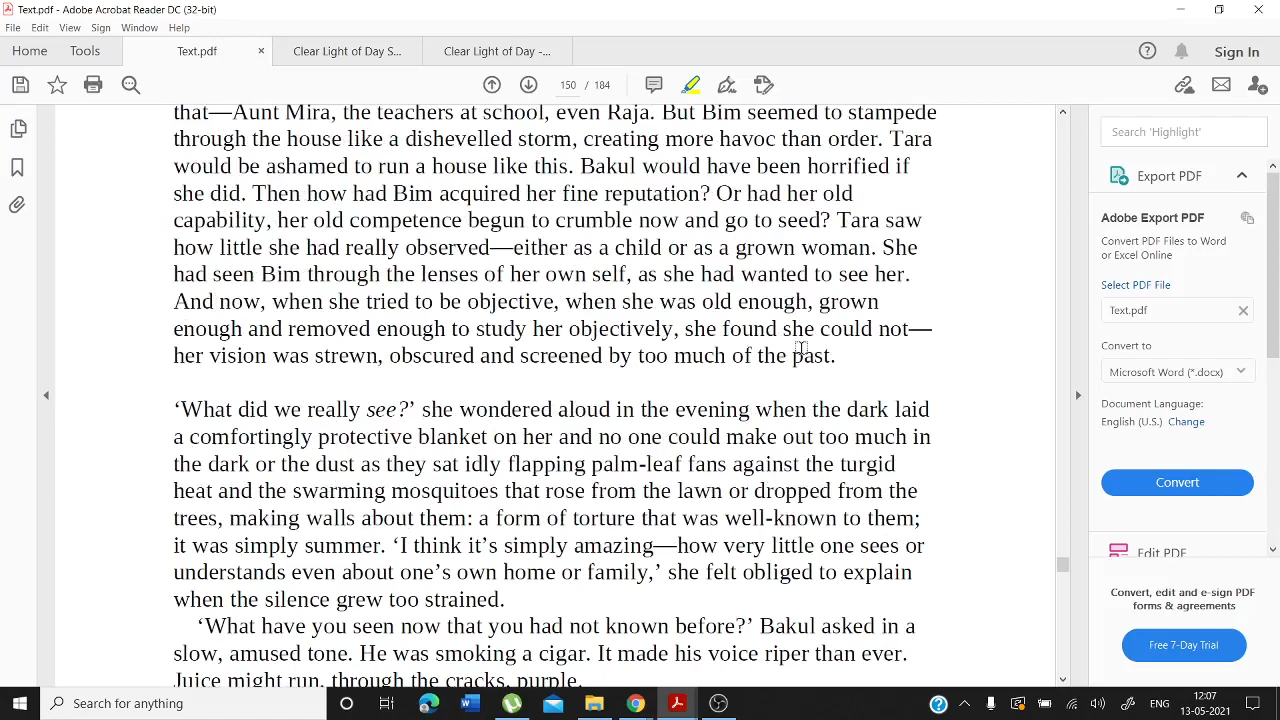 Text.pdf - Adobe Acrobat Reader DC (32-bit)
File Edit View Sign Window Help
Home Tools Text.pdf × Clear Light of Day S... Clear Light of Day -... Sign In
150 / 184
that—Aunt Mira, the teachers at school, even Raja. But Bim seemed to stampede
through the house like a dishevelled storm, creating more havoc than order. Tara
would be ashamed to run a house like this. Bakul would have been horrified if
she did. Then how had Bim acquired her fine reputation? Or had her old
capability, her old competence begun to crumble now and go to seed? Tara saw
how little she had really observed—either as a child or as a grown woman. She
had seen Bim through the lenses of her own self, as she had wanted to see her.
And now, when she tried to be objective, when she was old enough, grown
enough and removed enough to study her objectively, she found she could not—
her vision was strewn, obscured and screened by too much of the past.
‘What did we really see?’ she wondered aloud in the evening when the dark laid
a comfortingly protective blanket on her and no one could make out too much in
the dark or the dust as they sat idly flapping palm-leaf fans against the turgid
heat and the swarming mosquitoes that rose from the lawn or dropped from the
trees, making walls about them: a form of torture that was well-known to them;
it was simply summer. ‘I think it’s simply amazing—how very little one sees or
understands even about one’s own home or family,’ she felt obliged to explain
when the silence grew too strained.
‘What have you seen now that you had not known before?’ Bakul asked in a
slow, amused tone. He was smoking a cigar. It made his voice riper than ever.
Juice might run, through the cracks, purple.
Search 'Highlight'
Export PDF
Adobe Export PDF
Convert PDF Files to Word
or Excel Online
Select PDF File
Text.pdf
Convert to
Microsoft Word (*.docx)
Document Language:
English (U.S.) Change
Convert
Edit PDF
Convert, edit and e-sign PDF
forms & agreements
Free 7-Day Trial
Search for anything
ENG
12:07
13-05-2021